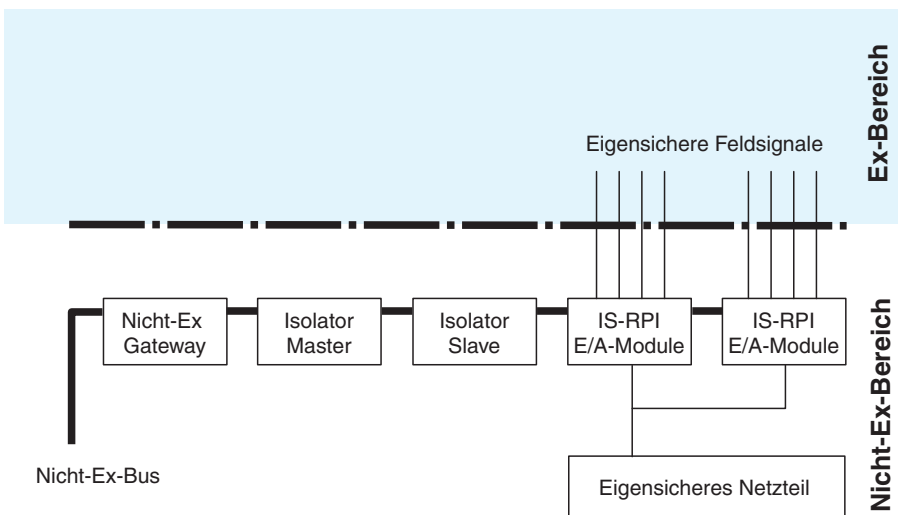 Ex-Bereich
Eigensichere Feldsignale
Nicht-Ex
Gateway
Isolator
Master
Isolator
Slave
IS-RPI
E/A-Module
IS-RPI
E/A-Module
Nicht-Ex-Bereich
Nicht-Ex-Bus
Eigensicheres Netzteil